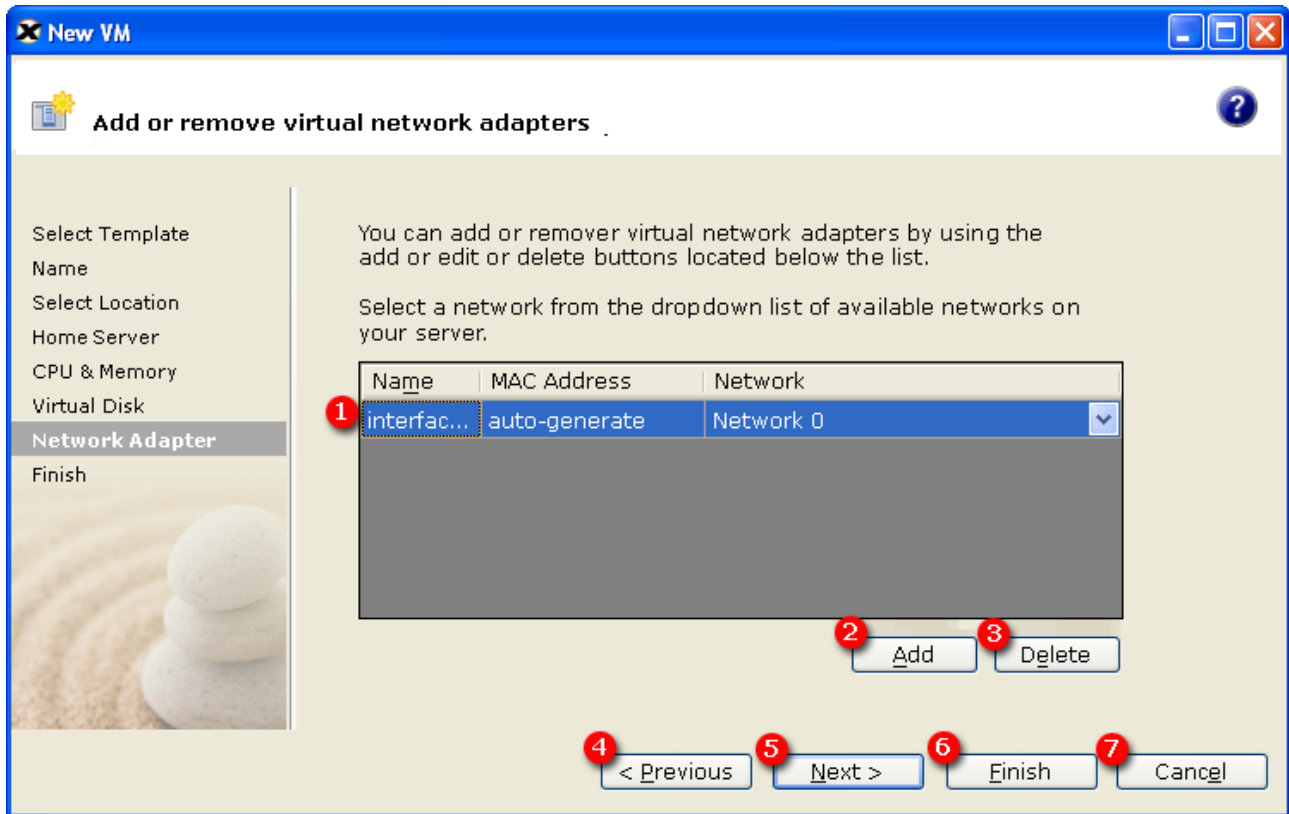 New VM
Add or remove virtual network adapters .
?
Select Template
Name
Select Location
Home Server
CPU & Memory
Virtual Disk
Network Adapter
Finish
You can add or remover virtual network adapters by using the
add or edit or delete buttons located below the list.
Select a network from the dropdown list of available networks on
your server.
Name MAC Address Network
1 interfac... auto-generate Network 0
2 Add 3 Delete
4 < Previous 5 Next > 6 Finish 7 Cancel